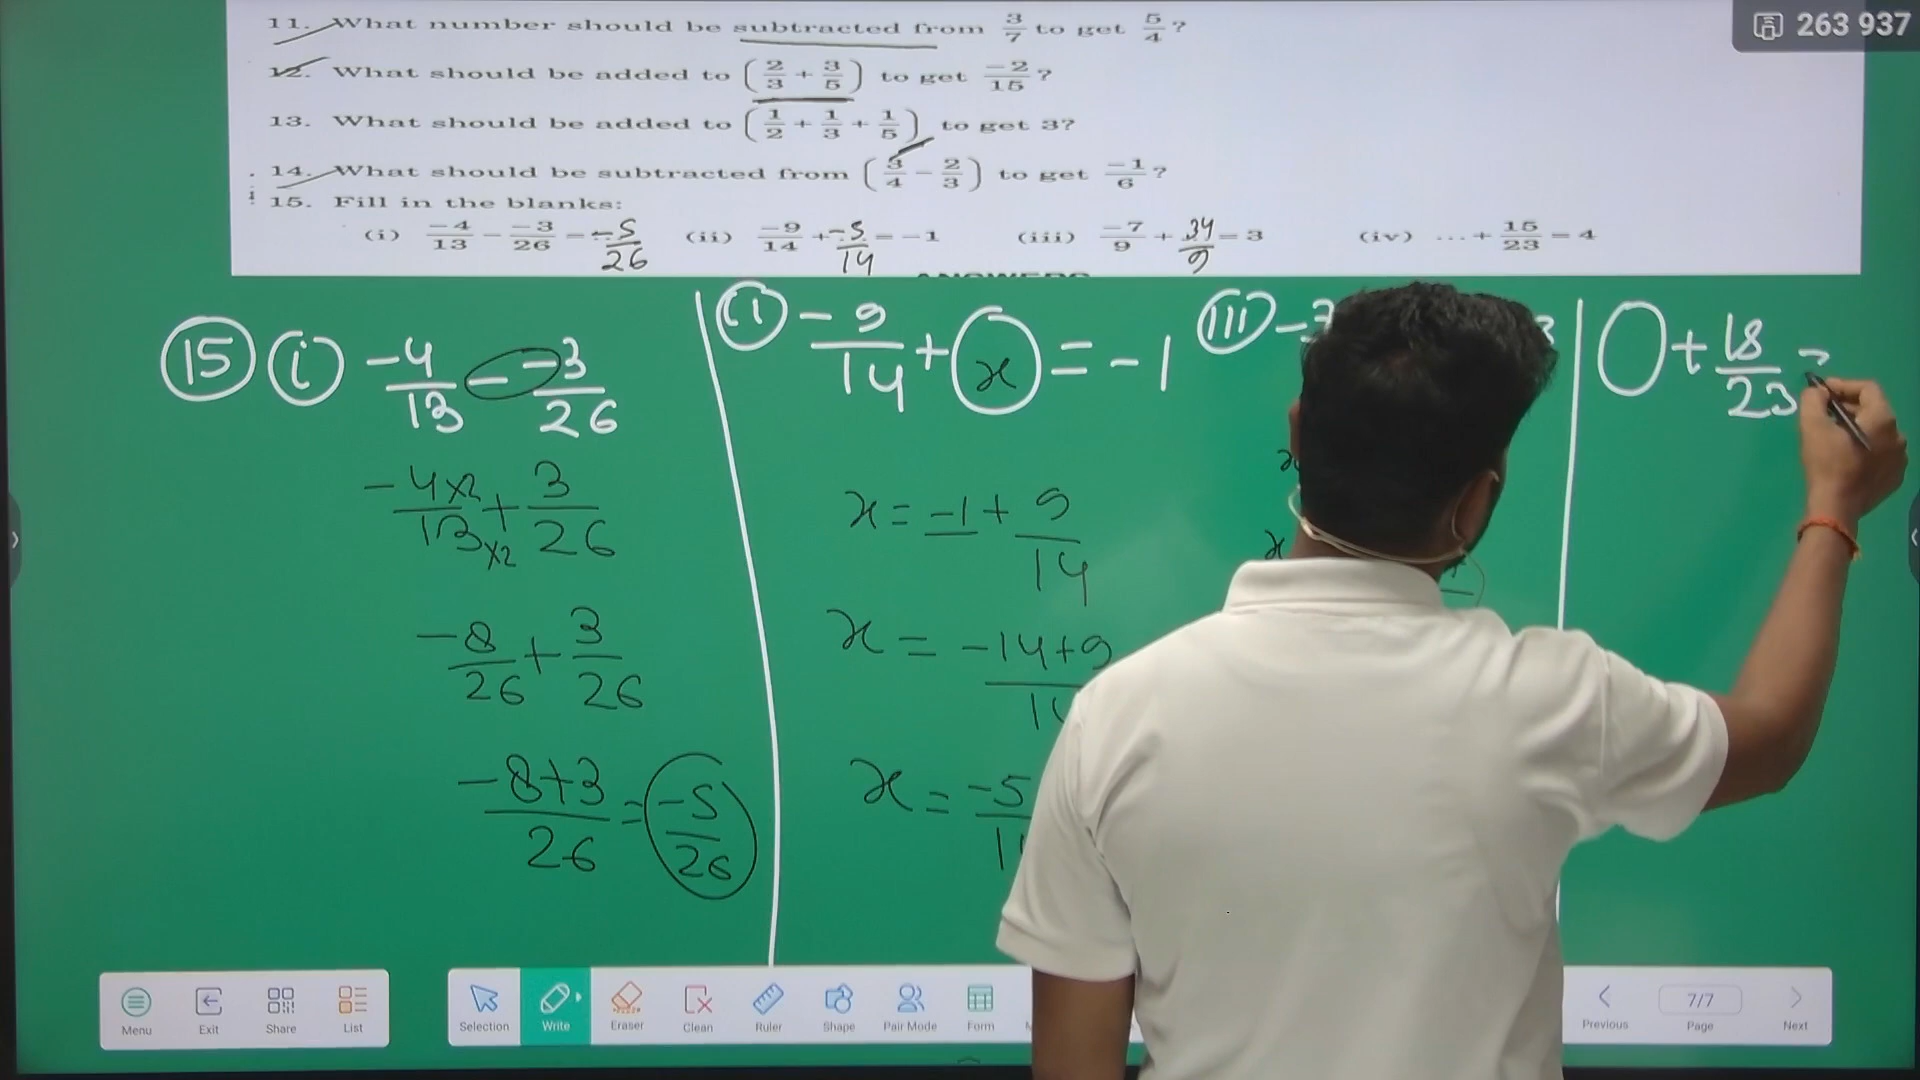 263 937
11. What number should be subtracted from 3/7 to get 5/4?
12. What should be added to (2/3 + 3/5) to get -2/15?
13. What should be added to (1/2 + 1/3 + 1/5) to get 3?
14. What should be subtracted from (3/4 - 2/3) to get -1/6?
15. Fill in the blanks:
(i) -4/13 - -3/26 = -5/26 (ii) -9/14 + -5/14 = -1 (iii) -7/9 + 34/9 = 3 (iv) ... + 15/23 = 4
15 (i) -4/13 - -3/26
-4×2/13×2 + 3/26
-8/26 + 3/26
-8+3/26 = -5/26
-9/14 + x = -1
x = -1 + 9/14
x = -14+9
x = -5
(iii)
+ 18/23
Menu Exit Share List
Selection Write Eraser Clean Ruler Shape Pair Mode Form
Previous 7/7 Page Next